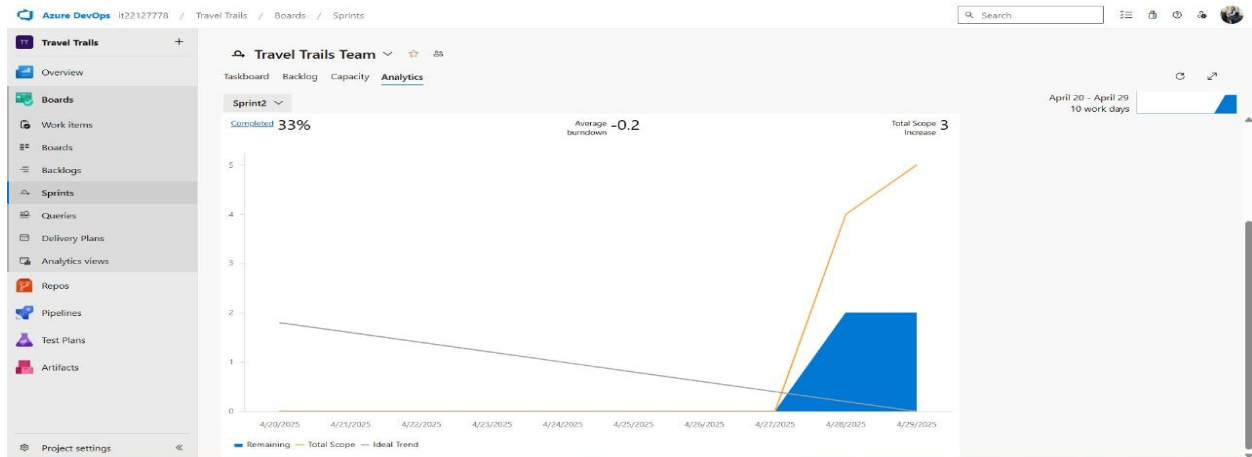 Azure DevOps lt22127778 / Travel Trails / Boards / Sprints
Search
TT Travel Trails +
Overview
Boards
Work items
Boards
Backlogs
Sprints
Queries
Delivery Plans
Analytics views
Repos
Pipelines
Test Plans
Artifacts
Project settings
Travel Trails Team
Taskboard Backlog Capacity Analytics
Sprint2
April 20 - April 29
10 work days
Completed 33%
Average burndown -0.2
Total Scope Increase 3
5
4
3
2
1
0
4/20/2025 4/21/2025 4/22/2025 4/23/2025 4/24/2025 4/25/2025 4/26/2025 4/27/2025 4/28/2025 4/29/2025
Remaining Total Scope Ideal Trend